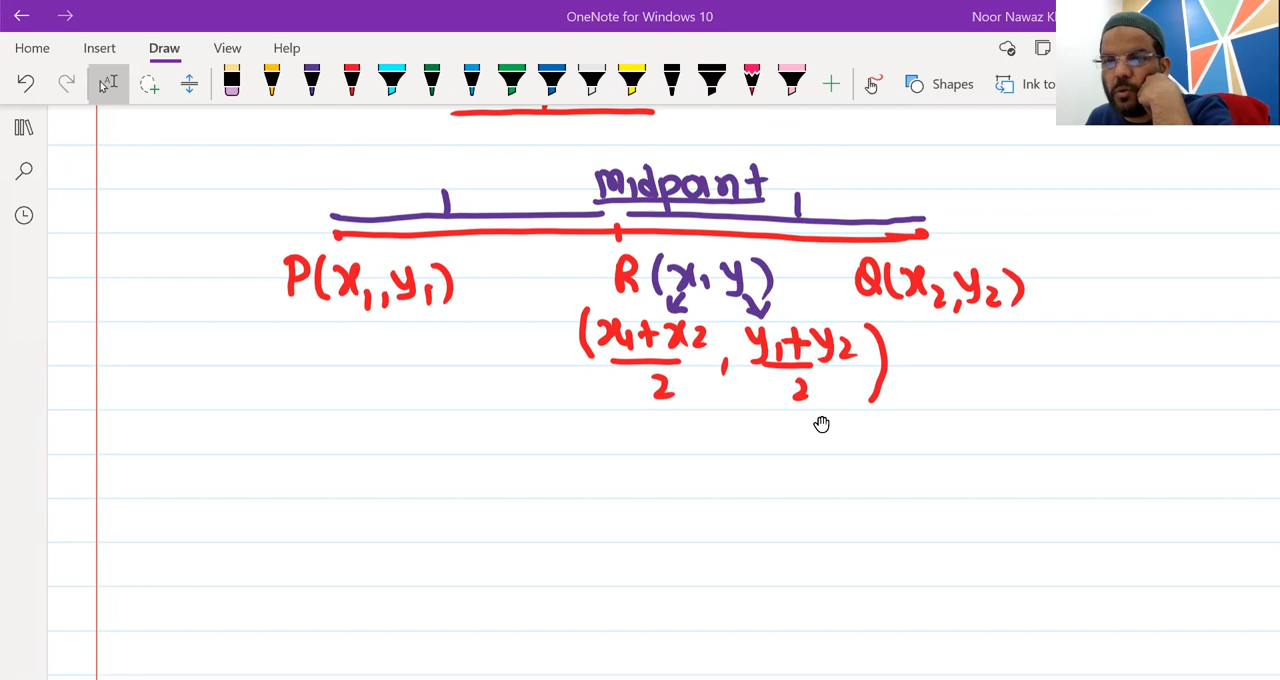 OneNote for Windows 10
Noor Nawaz Kh
Home Insert Draw View Help
Shapes Ink to
Midpoint
P(x₁, y₁) R(x, y) Q(x₂, y₂)
(x₁+x₂/2, y₁+y₂/2)